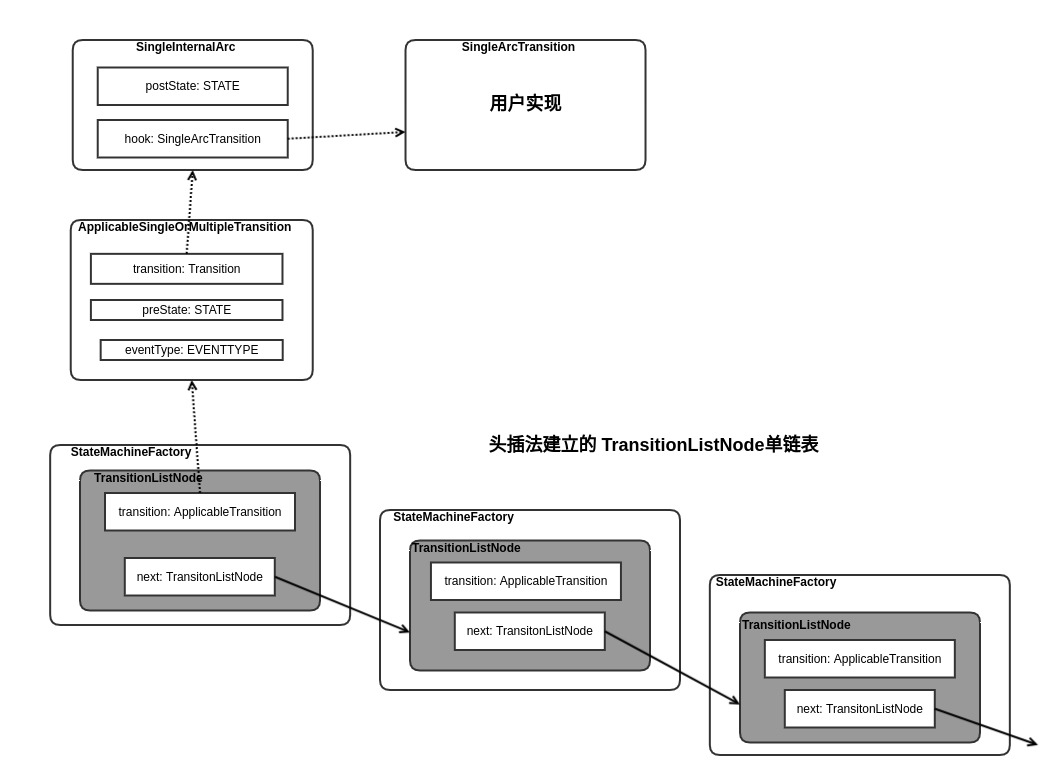 SingleInternalArc
postState: STATE
hook: SingleArcTransition
SingleArcTransition
用户实现
ApplicableSingleOrMultipleTransition
transition: Transition
preState: STATE
eventType: EVENTTYPE
头插法建立的 TransitionListNode单链表
StateMachineFactory
TransitionListNode
transition: ApplicableTransition
next: TransitonListNode
StateMachineFactory
TransitionListNode
transition: ApplicableTransition
next: TransitonListNode
StateMachineFactory
TransitionListNode
transition: ApplicableTransition
next: TransitonListNode